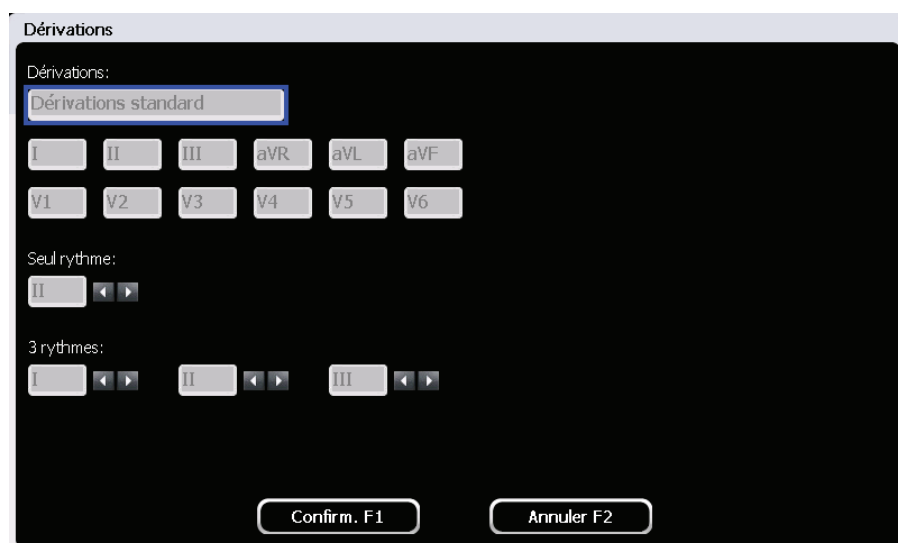 Dérivations
Dérivations:
Dérivations standard
I II III aVR aVL aVF
V1 V2 V3 V4 V5 V6
Seul rythme:
II
3 rythmes:
I II III
Confirm. F1 Annuler F2